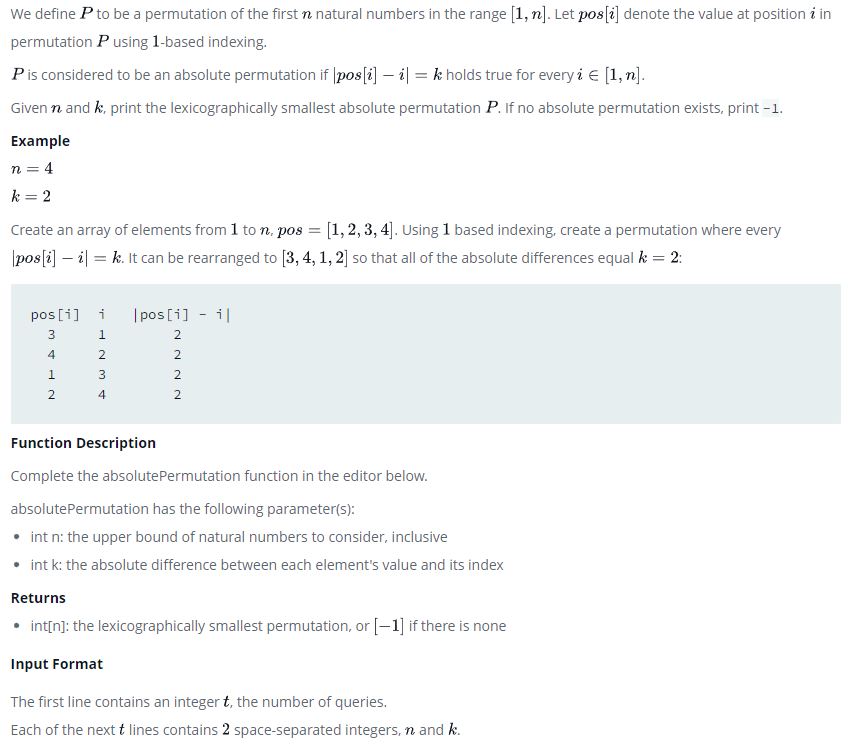 We define P to be a permutation of the first n natural numbers in the range [1, n]. Let pos[i] denote the value at position i in
permutation P using 1-based indexing.
P is considered to be an absolute permutation if |pos[i] − i| = k holds true for every i ∈ [1, n].
Given n and k, print the lexicographically smallest absolute permutation P. If no absolute permutation exists, print -1.
Example
n = 4
k = 2
Create an array of elements from 1 to n, pos = [1, 2, 3, 4]. Using 1 based indexing, create a permutation where every
|pos[i] − i| = k. It can be rearranged to [3, 4, 1, 2] so that all of the absolute differences equal k = 2:
pos[i] i |pos[i] - i|
3 1 2
4 2 2
1 3 2
2 4 2
Function Description
Complete the absolutePermutation function in the editor below.
absolutePermutation has the following parameter(s):
• int n: the upper bound of natural numbers to consider, inclusive
• int k: the absolute difference between each element's value and its index
Returns
• int[n]: the lexicographically smallest permutation, or [−1] if there is none
Input Format
The first line contains an integer t, the number of queries.
Each of the next t lines contains 2 space-separated integers, n and k.